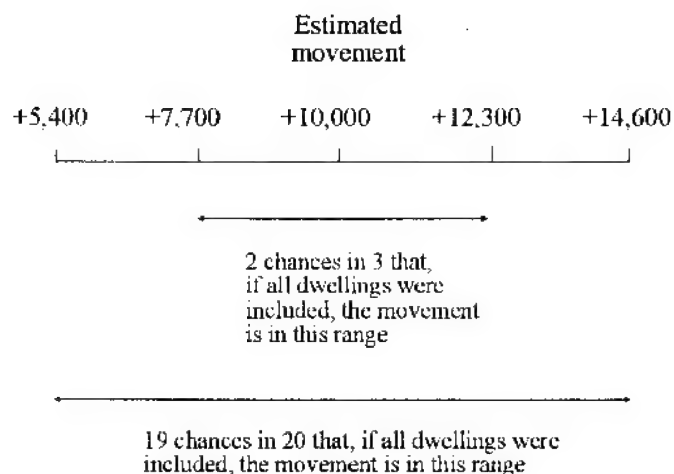 Estimated
movement
+5,400 +7,700 +10,000 +12,300 +14,600
2 chances in 3 that,
if all dwellings were
included, the movement
is in this range
19 chances in 20 that, if all dwellings were
included, the movement is in this range